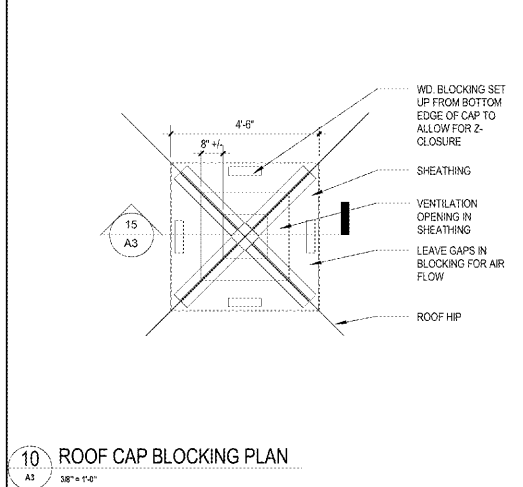 WD. BLOCKING SET
UP FROM BOTTOM
EDGE OF CAP TO
ALLOW FOR Z-
CLOSURE
4'-6"
8" +/-
SHEATHING
VENTILATION
OPENING IN
SHEATHING
15
A3
LEAVE GAPS IN
BLOCKING FOR AIR
FLOW
ROOF HIP
10
A3
ROOF CAP BLOCKING PLAN
3/8" = 1'-0"